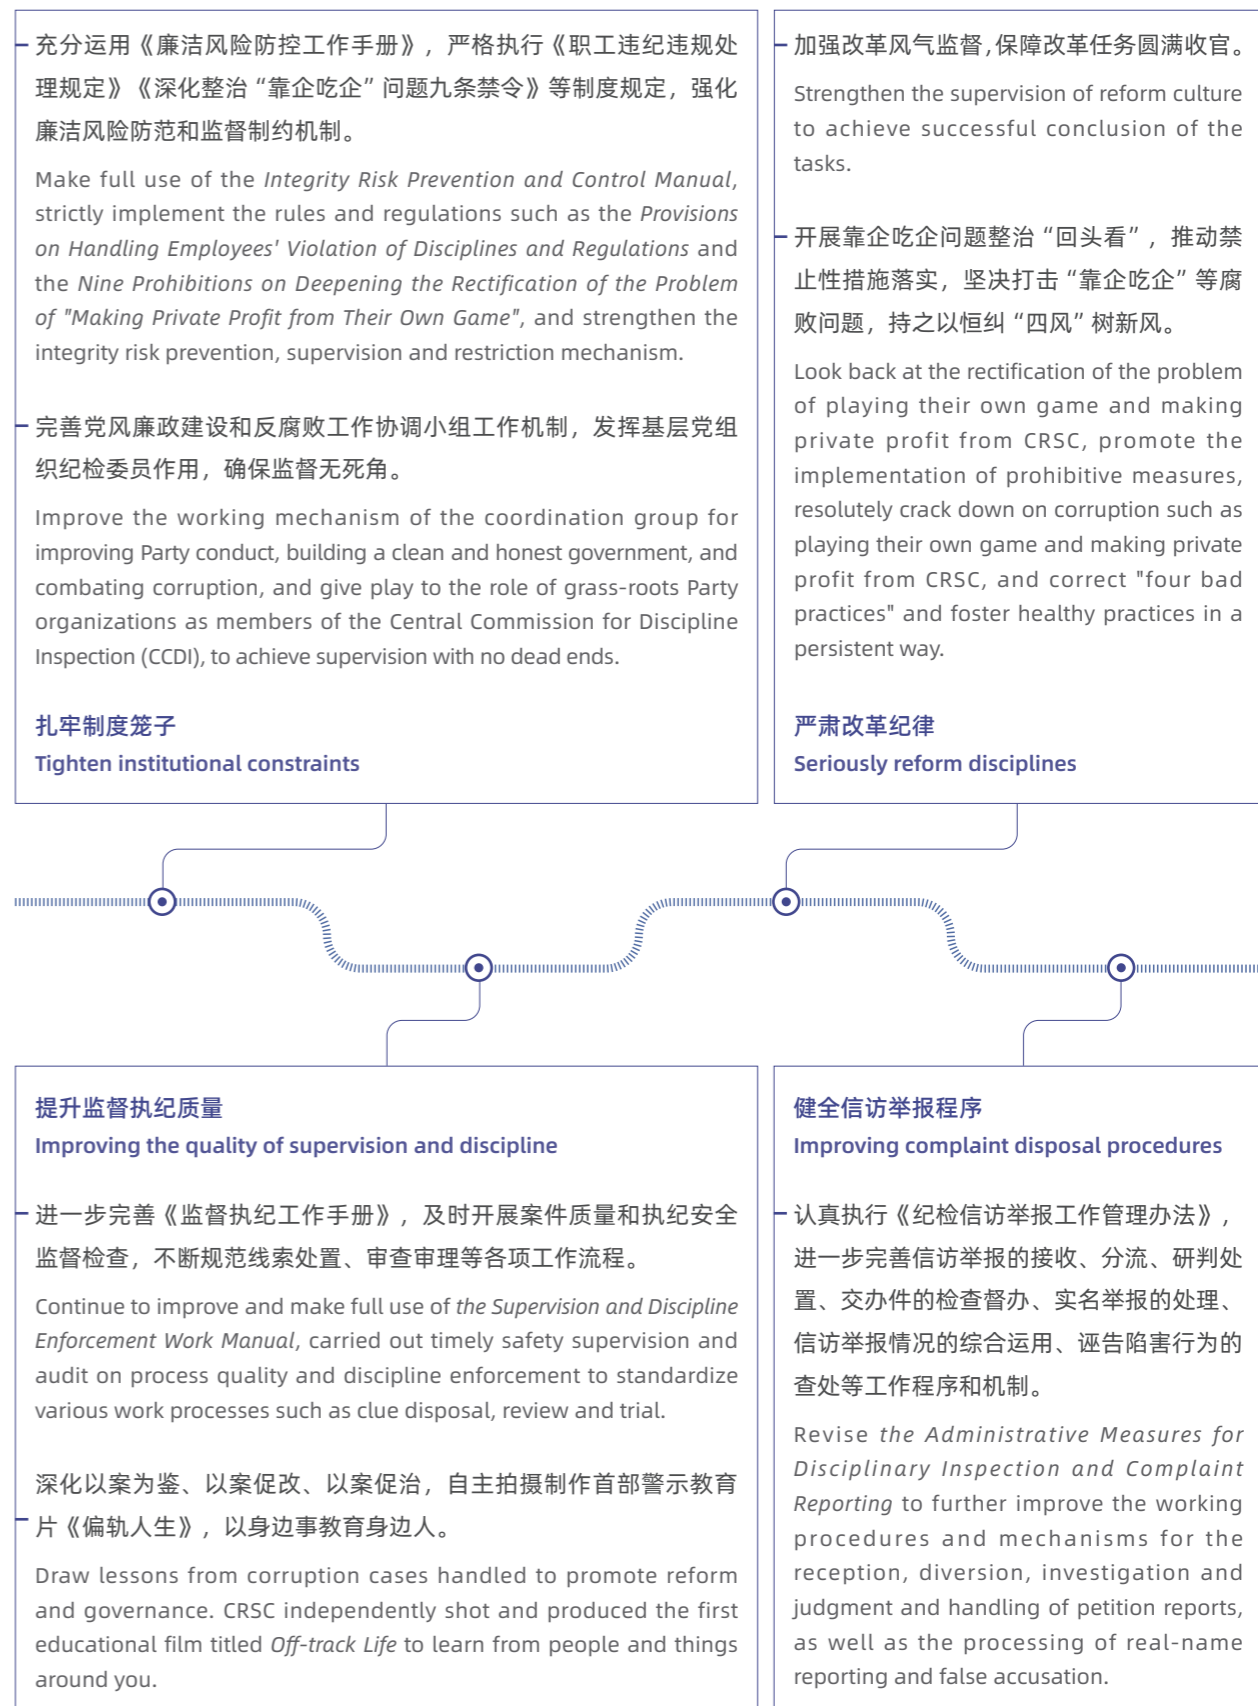 充分运用《廉洁风险防控工作手册》，严格执行《职工违纪违规处
理规定》《深化整治“靠企吃企”问题九条禁令》等制度规定，强化
廉洁风险防范和监督制约机制。
Make full use of the Integrity Risk Prevention and Control Manual,
strictly implement the rules and regulations such as the Provisions
on Handling Employees' Violation of Disciplines and Regulations and
the Nine Prohibitions on Deepening the Rectification of the Problem
of "Making Private Profit from Their Own Game", and strengthen the
integrity risk prevention, supervision and restriction mechanism.
完善党风廉政建设和反腐败工作协调小组工作机制，发挥基层党组
织纪检委员作用，确保监督无死角。
Improve the working mechanism of the coordination group for
improving Party conduct, building a clean and honest government, and
combating corruption, and give play to the role of grass-roots Party
organizations as members of the Central Commission for Discipline
Inspection (CCDI), to achieve supervision with no dead ends.
扎牢制度笼子
Tighten institutional constraints
加强改革风气监督,保障改革任务圆满收官。
Strengthen the supervision of reform culture
to achieve successful conclusion of the
tasks.
开展靠企吃企问题整治“回头看”，推动禁
止性措施落实，坚决打击“靠企吃企”等腐
败问题，持之以恒纠“四风”树新风。
Look back at the rectification of the problem
of playing their own game and making
private profit from CRSC, promote the
implementation of prohibitive measures,
resolutely crack down on corruption such as
playing their own game and making private
profit from CRSC, and correct "four bad
practices" and foster healthy practices in a
persistent way.
严肃改革纪律
Seriously reform disciplines
提升监督执纪质量
Improving the quality of supervision and discipline
进一步完善《监督执纪工作手册》，及时开展案件质量和执纪安全
监督检查，不断规范线索处置、审查审理等各项工作流程。
Continue to improve and make full use of the Supervision and Discipline
Enforcement Work Manual, carried out timely safety supervision and
audit on process quality and discipline enforcement to standardize
various work processes such as clue disposal, review and trial.
深化以案为鉴、以案促改、以案促治，自主拍摄制作首部警示教育
片《偏轨人生》，以身边事教育身边人。
Draw lessons from corruption cases handled to promote reform
and governance. CRSC independently shot and produced the first
educational film titled Off-track Life to learn from people and things
around you.
健全信访举报程序
Improving complaint disposal procedures
认真执行《纪检信访举报工作管理办法》，
进一步完善信访举报的接收、分流、研判处
置、交办件的检查督办、实名举报的处理、
信访举报情况的综合运用、诬告陷害行为的
查处等工作程序和机制。
Revise the Administrative Measures for
Disciplinary Inspection and Complaint
Reporting to further improve the working
procedures and mechanisms for the
reception, diversion, investigation and
judgment and handling of petition reports,
as well as the processing of real-name
reporting and false accusation.